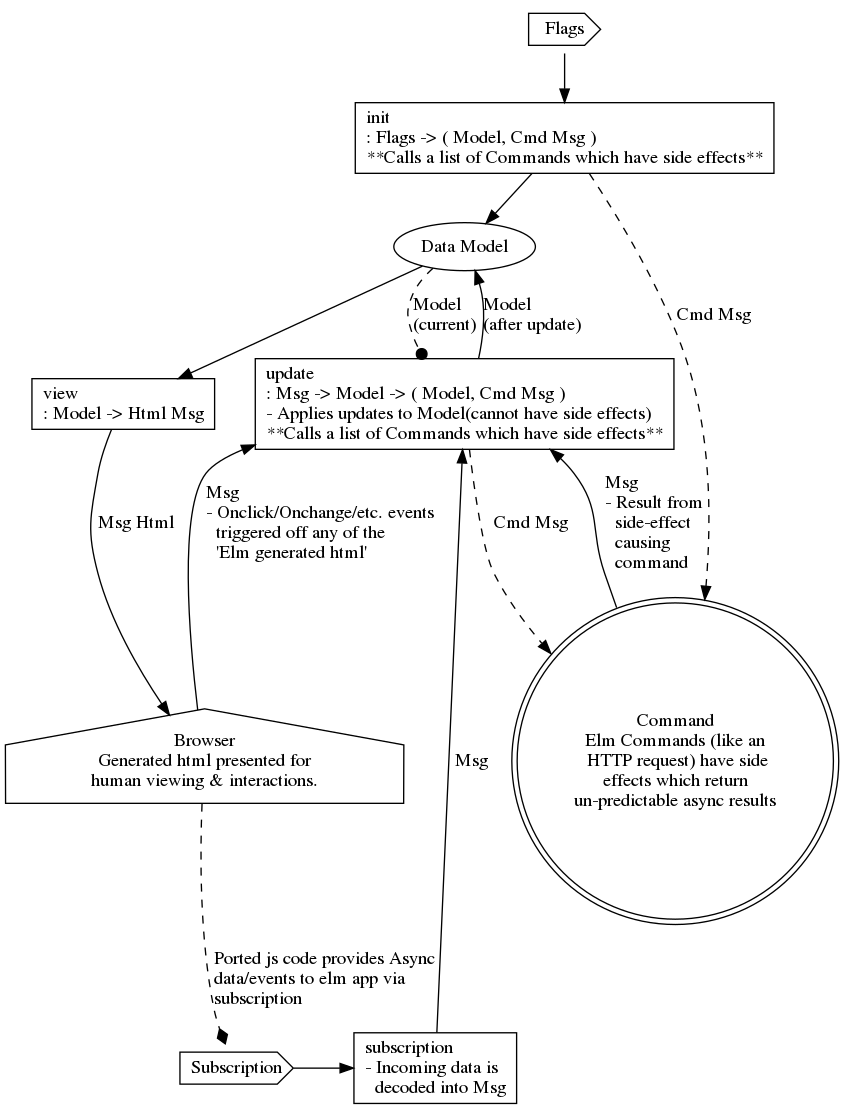 Flags
init
: Flags -> ( Model, Cmd Msg )
**Calls a list of Commands which have side effects**
Data Model
Model
(current)
Model
(after update)
Cmd Msg
view
: Model -> Html Msg
update
: Msg -> Model -> ( Model, Cmd Msg )
- Applies updates to Model(cannot have side effects)
**Calls a list of Commands which have side effects**
Msg Html
Msg
- Onclick/Onchange/etc. events
triggered off any of the
'Elm generated html'
Cmd Msg
Msg
- Result from
side-effect
causing
command
Browser
Generated html presented for
human viewing & interactions.
Msg
Command
Elm Commands (like an
HTTP request) have side
effects which return
un-predictable async results
Ported js code provides Async
data/events to elm app via
subscription
Subscription
subscription
- Incoming data is
decoded into Msg